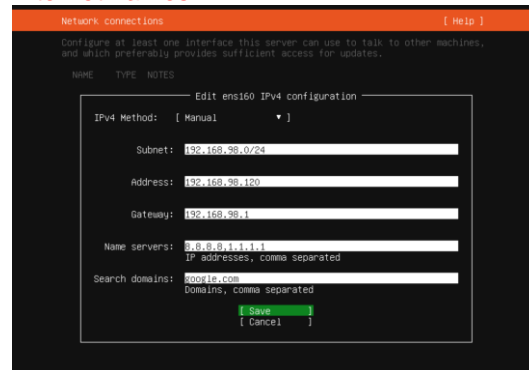 Network connections [ Help ]
Configure at least one interface this server can use to talk to other machines,
and which preferably provides sufficient access for updates.
NAME TYPE NOTES
Edit ens160 IPv4 configuration
IPv4 Method: [ Manual ▾ ]
Subnet: 192.168.98.0/24
Address: 192.168.98.120
Gateway: 192.168.98.1
Name servers: 8.8.8.8,1.1.1.1
IP addresses, comma separated
Search domains: google.com
Domains, comma separated
[ Save ]
[ Cancel ]